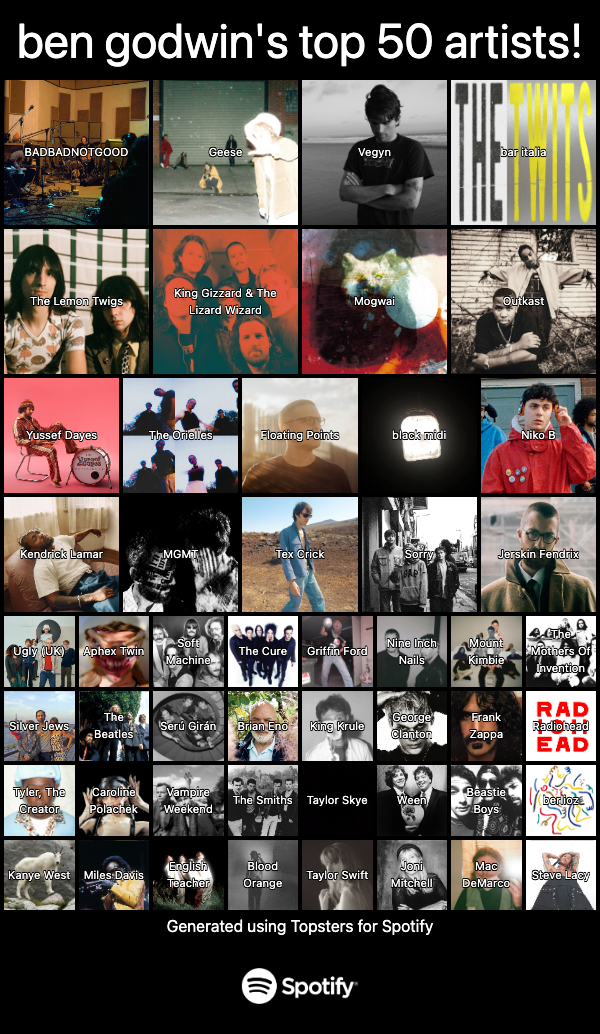 ben godwin's top 50 artists!
BADBADNOTGOOD
Geese
Vegyn
THE TWITS
bar italia
The Lemon Twigs
King Gizzard & The
Lizard Wizard
Mogwai
Outkast
Yussef Dayes
The Orielles
Floating Points
black midi
Niko B
Kendrick Lamar
MGMT
Tex Crick
Sorry
Jerskin Fendrix
Ugly (UK)
Aphex Twin
Soft
Machine
The Cure
Griffin Ford
Nine Inch
Nails
Mount
Kimbie
The
Mothers Of
Invention
Silver Jews
The
Beatles
Serú Girán
Brian Eno
King Krule
George
Clanton
Frank
Zappa
RAD
Radiohead
EAD
Tyler, The
Creator
Caroline
Polachek
Vampire
Weekend
The Smiths
Taylor Skye
Ween
Beastie
Boys
berlioz
Kanye West
Miles Davis
English
Teacher
Blood
Orange
Taylor Swift
Joni
Mitchell
Mac
DeMarco
Steve Lacy
Generated using Topsters for Spotify
Spotify